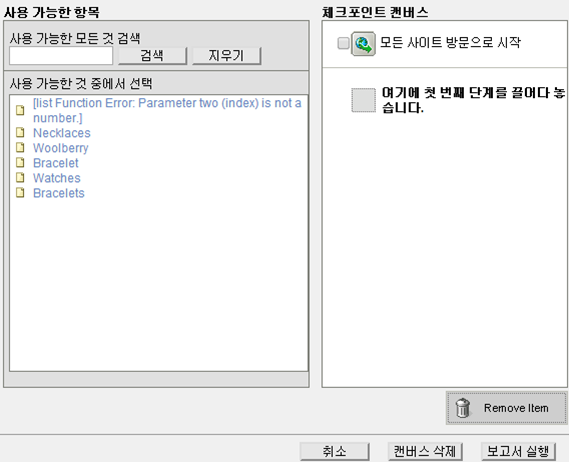 사용 가능한 항목
사용 가능한 모든 것 검색
검색
지우기
사용 가능한 것 중에서 선택
[list Function Error: Parameter two (index) is not a
number.]
Necklaces
Woolberry
Bracelet
Watches
Bracelets
체크포인트 캔버스
모든 사이트 방문으로 시작
여기에 첫 번째 단계를 끌어다 놓
습니다.
Remove Item
취소
캔버스 삭제
보고서 실행